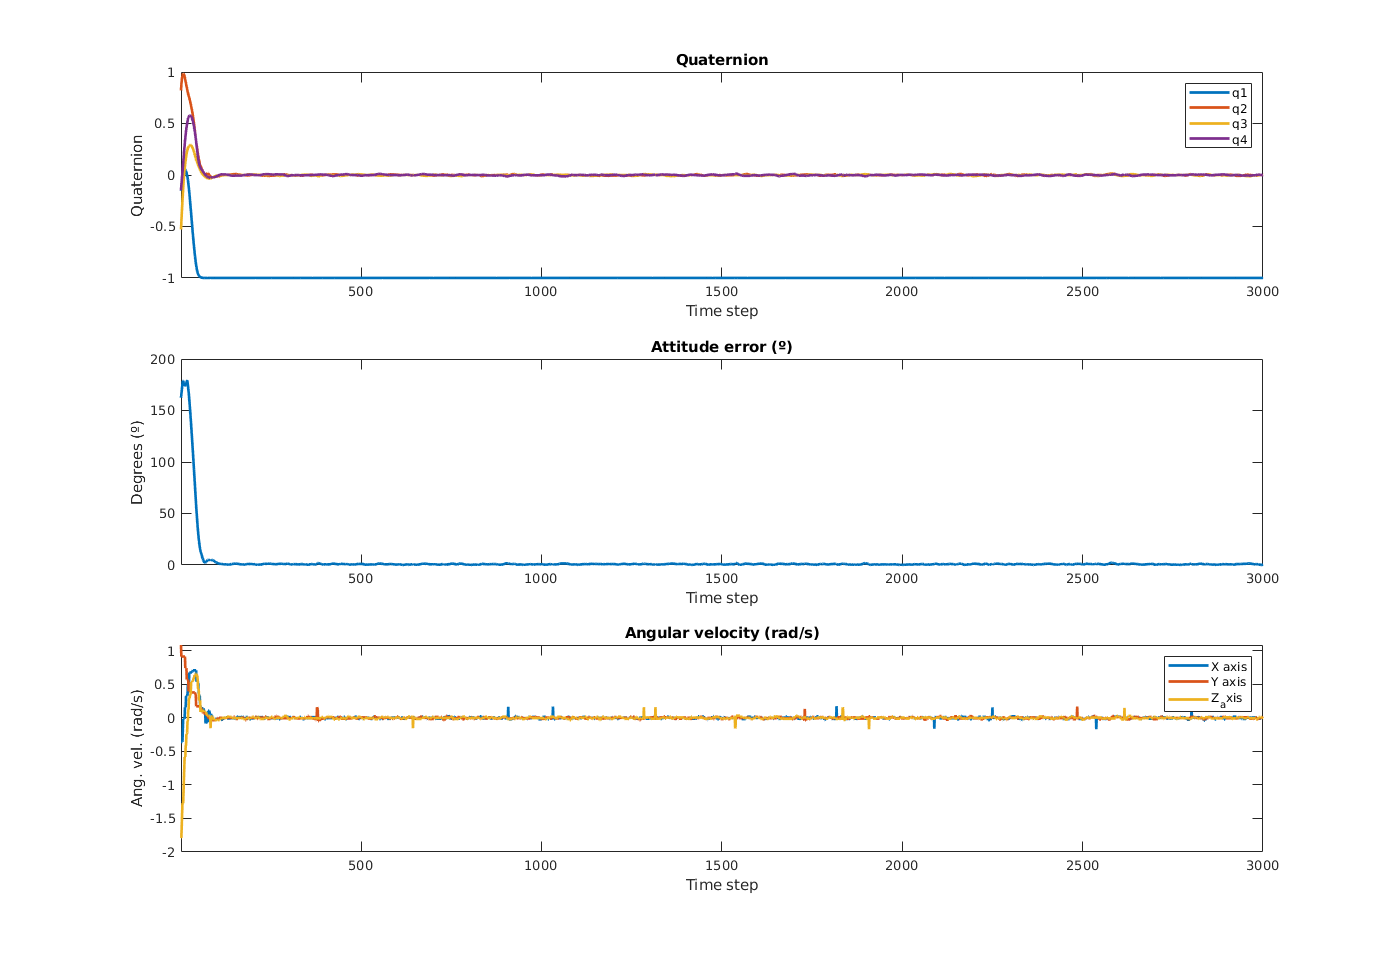 Quaternion
1
0.5
0
-0.5
-1
Quaternion
q1
q2
q3
q4
500
1000
1500
2000
2500
3000
Time step
Attitude error (º)
200
150
100
50
0
Degrees (º)
500
1000
1500
2000
2500
3000
Time step
Angular velocity (rad/s)
1
0.5
0
-0.5
-1
-1.5
-2
Ang. vel. (rad/s)
X axis
Y axis
Zaxis
500
1000
1500
2000
2500
3000
Time step